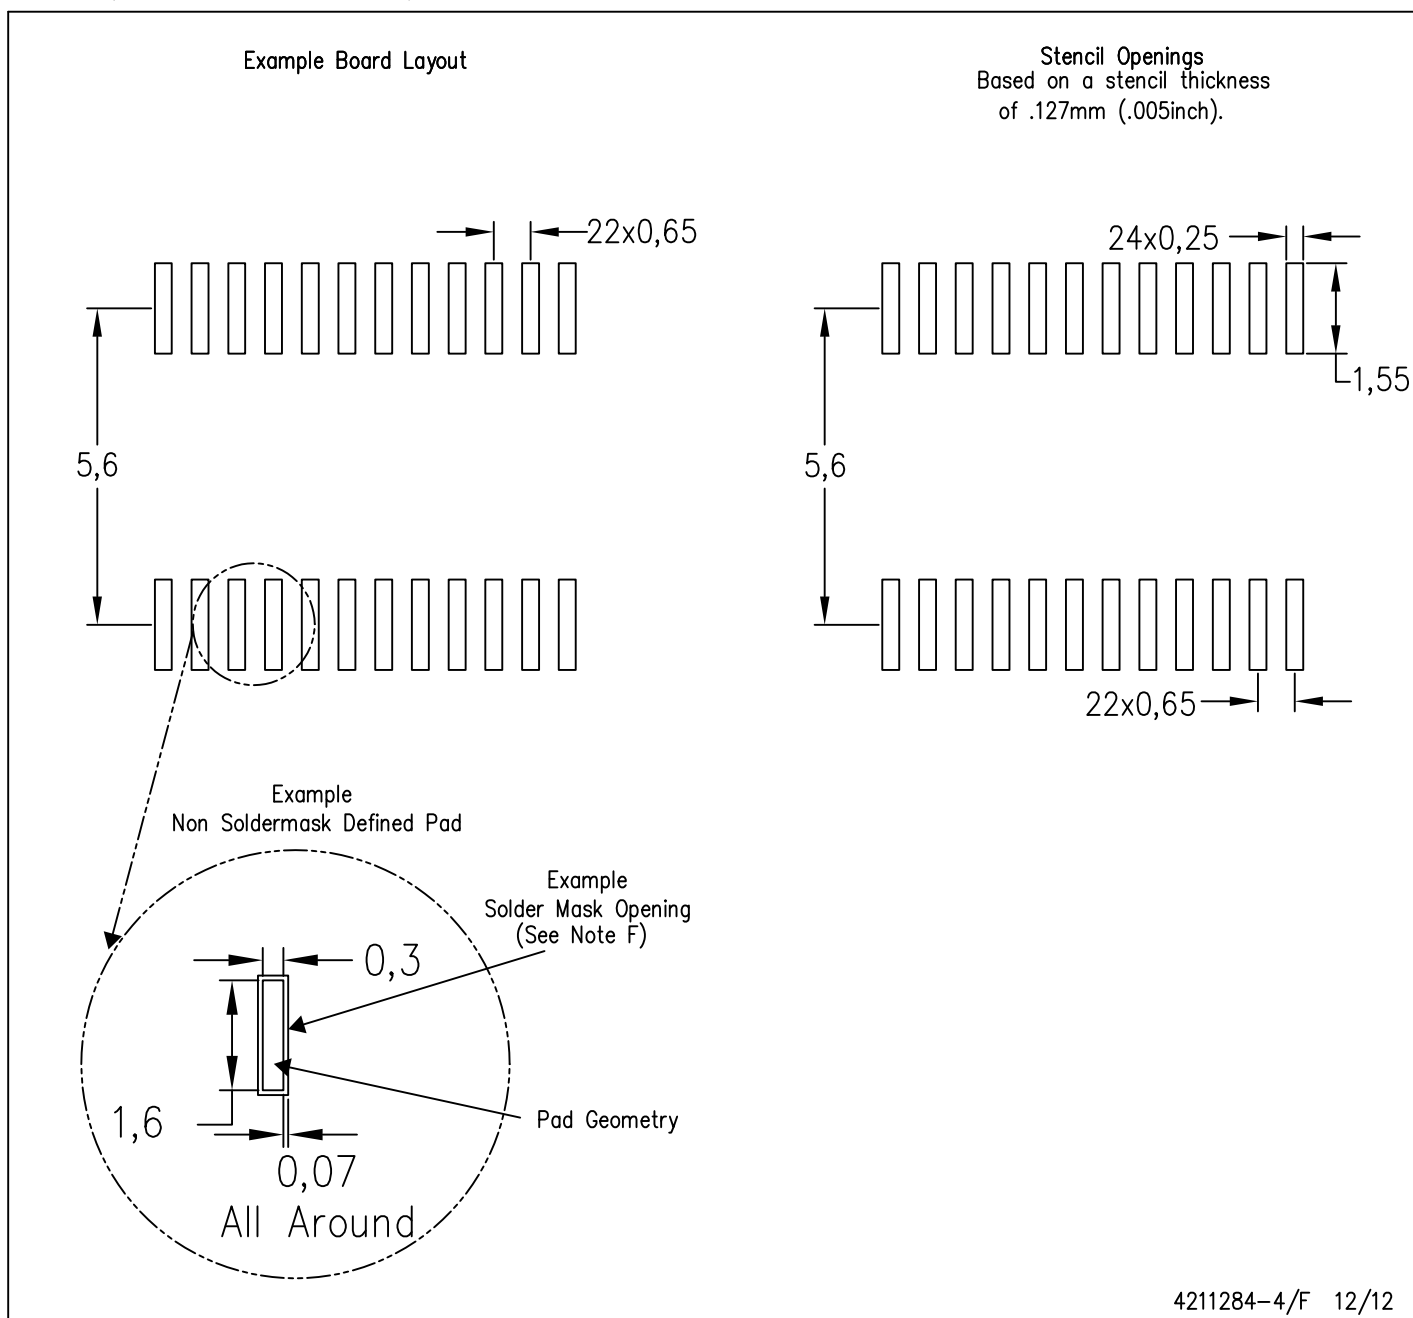 Example Board Layout
Stencil Openings
Based on a stencil thickness
of .127mm (.005inch).
22x0,65
24x0,25
1,55
5,6
5,6
22x0,65
Example
Non Soldermask Defined Pad
Example
Solder Mask Opening
(See Note F)
0,3
1,6
Pad Geometry
0,07
All Around
4211284-4/F 12/12